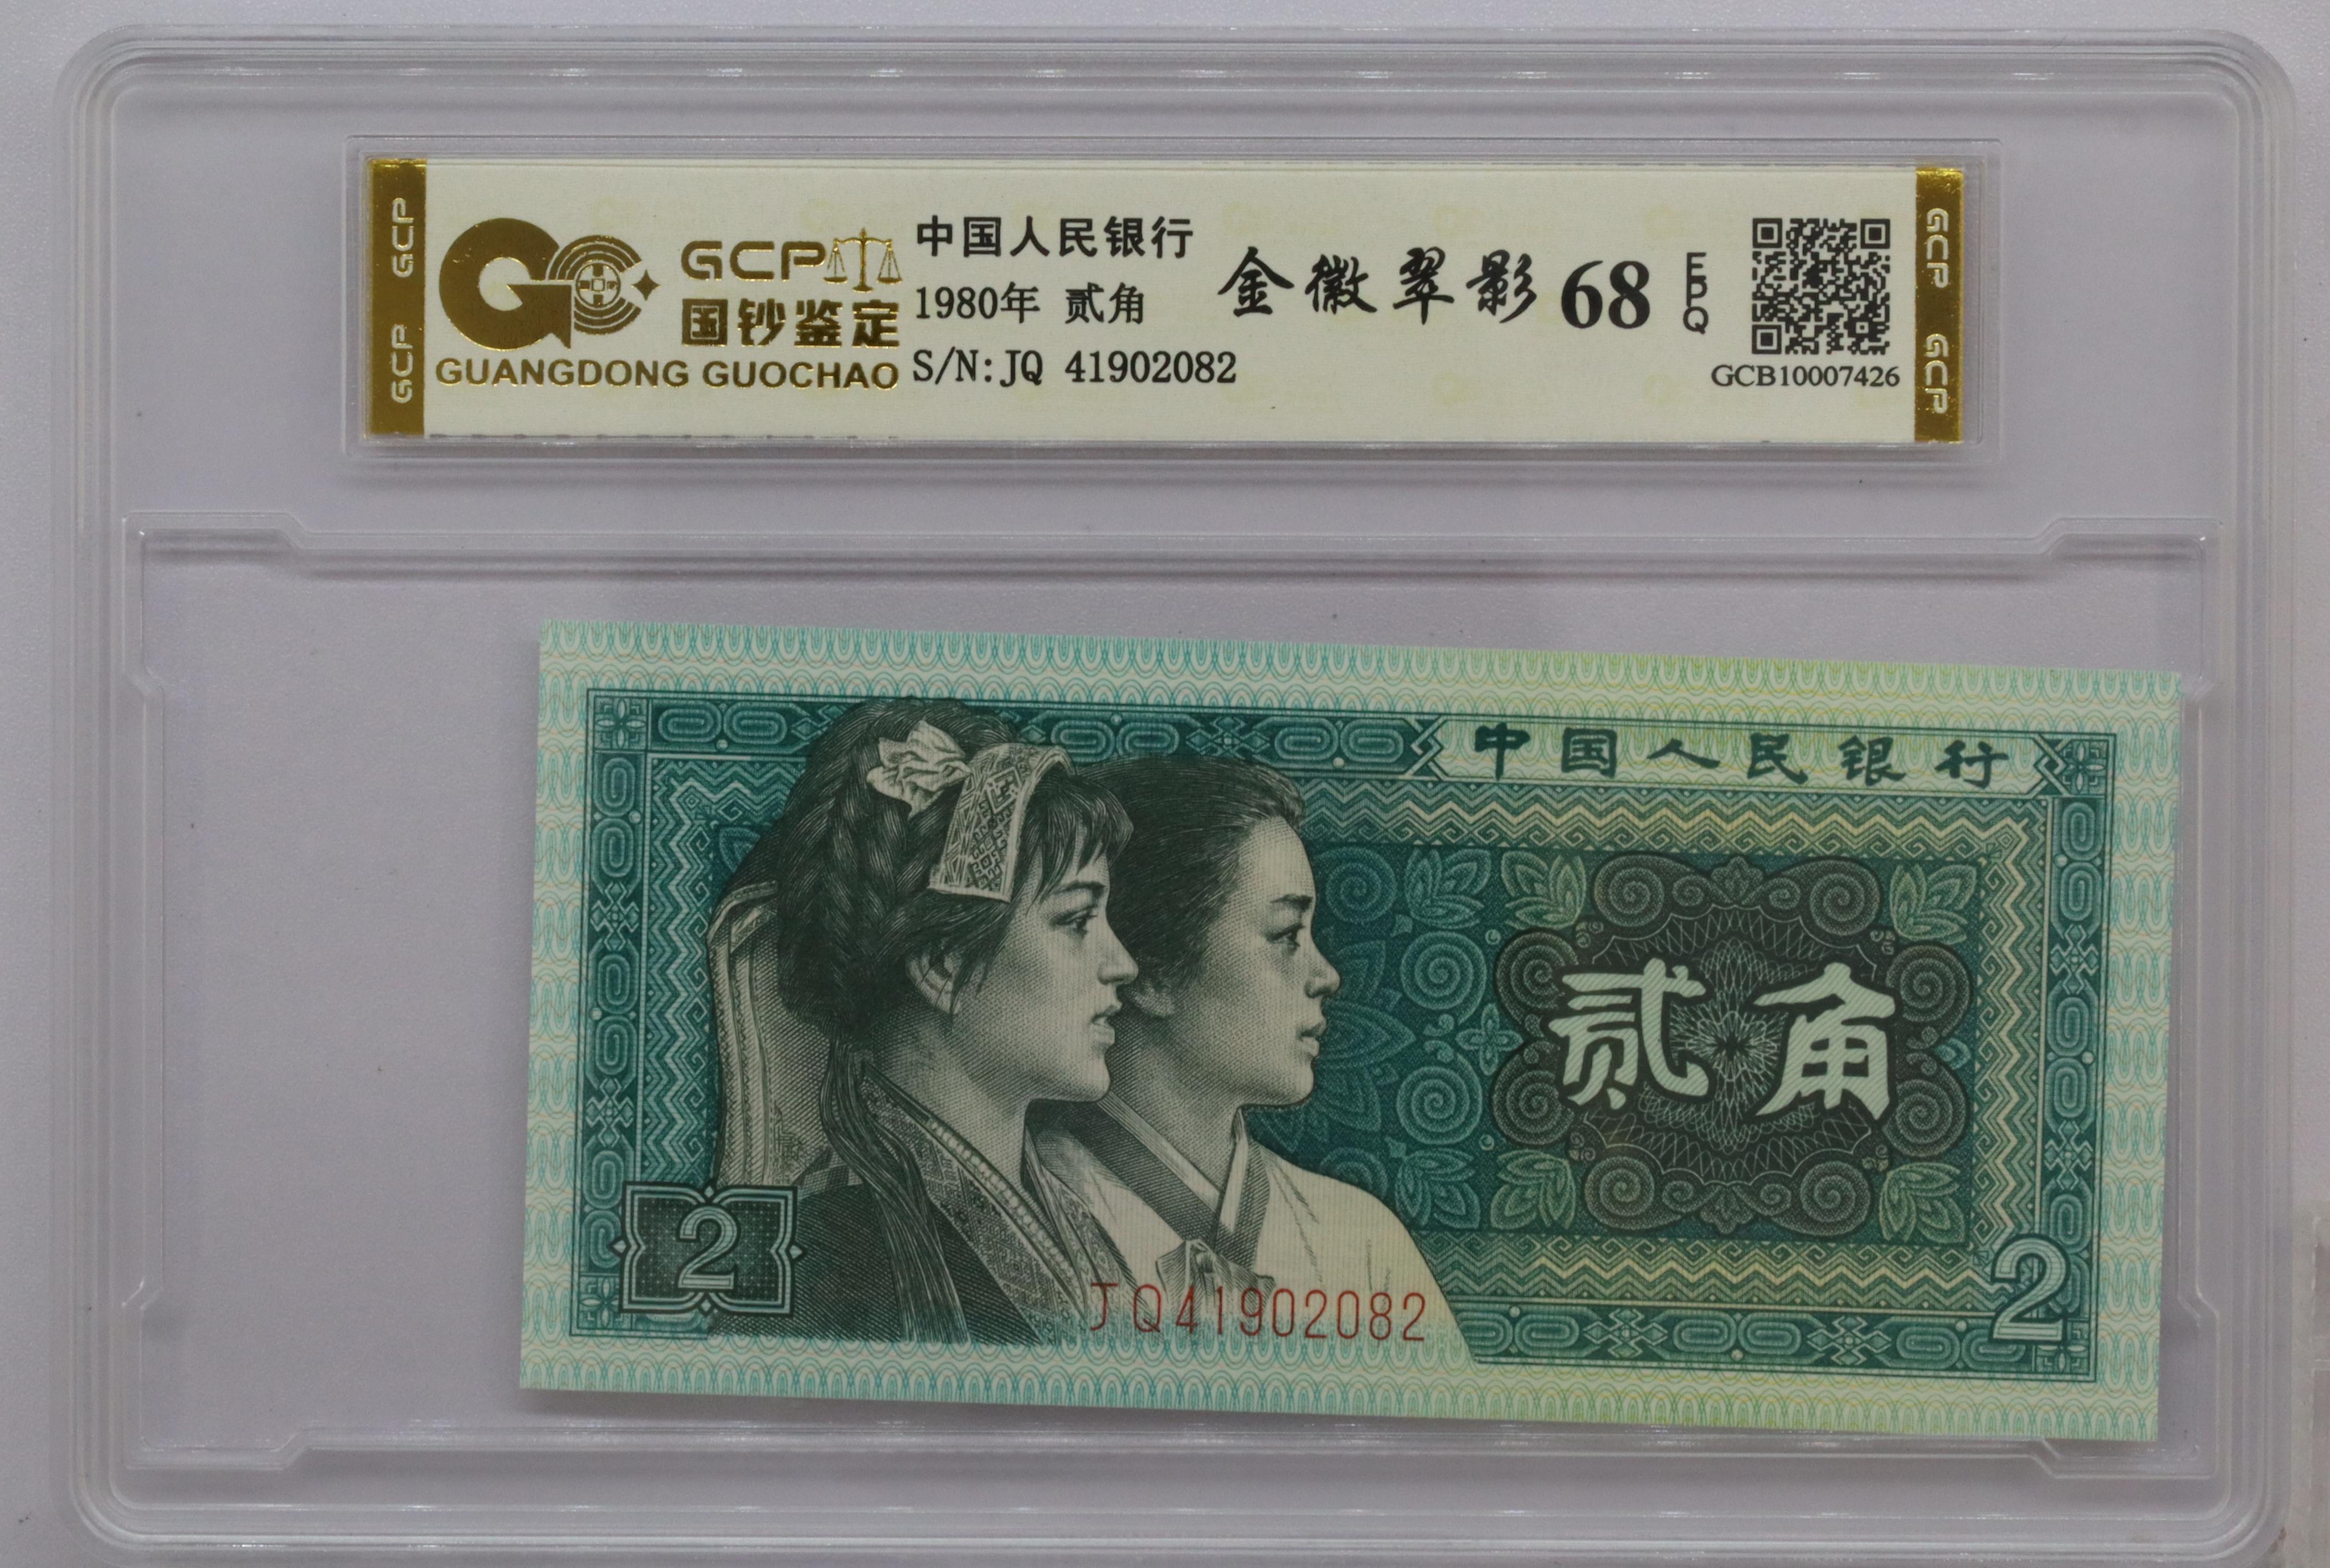 GCP GCP
GCP
国钞鉴定
GUANGDONG GUOCHAO
中国人民银行
1980年 贰角
S/N:JQ 41902082
金徽翠影 68 EPQ
GCB10007426
GCP GCP
中国人民银行
贰角
2
JQ41902082
2